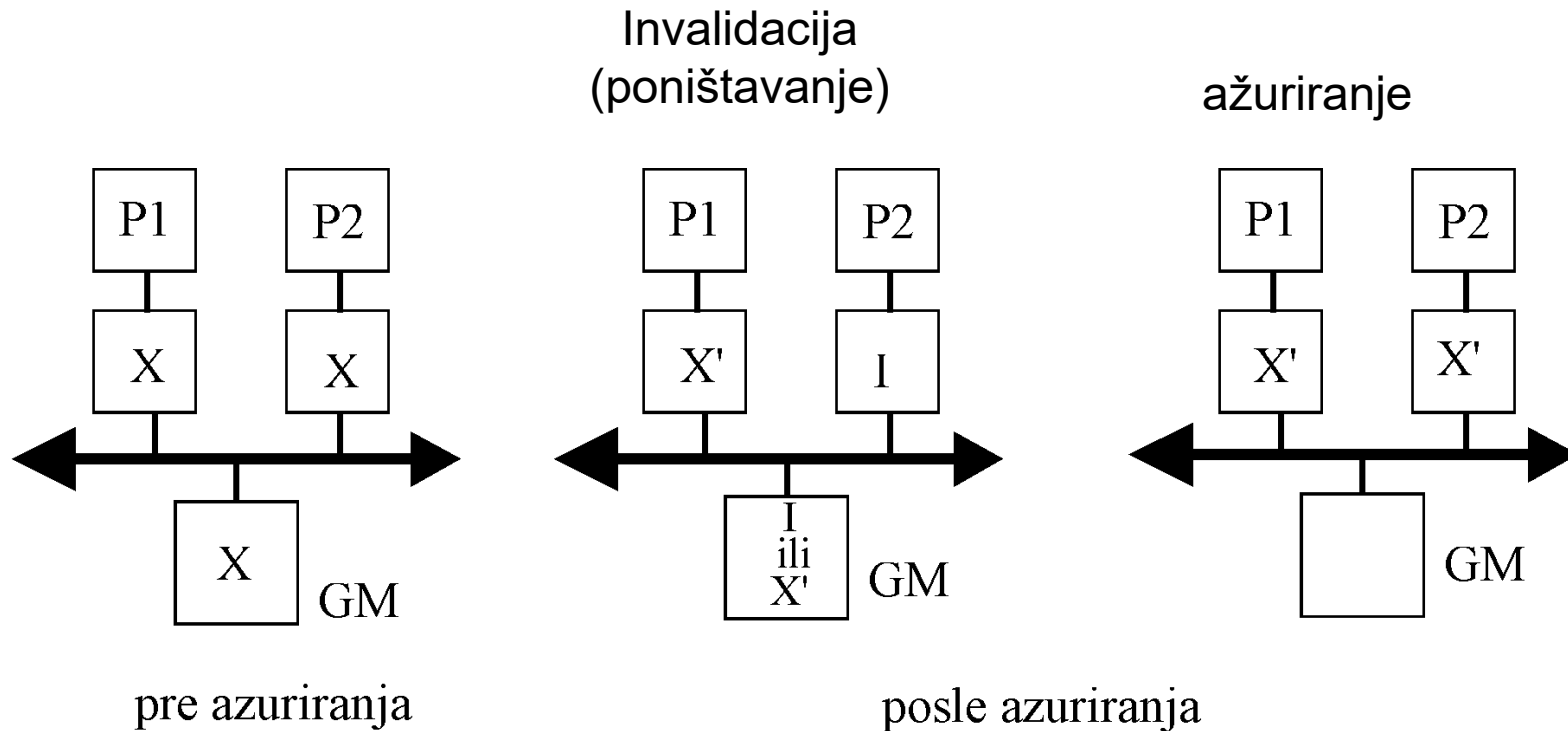 Invalidacija
(poništavanje)
ažuriranje
P1 P2 P1 P2 P1 P2
X X X' I X' X'
X GM I ili X' GM GM
pre azuriranja posle azuriranja